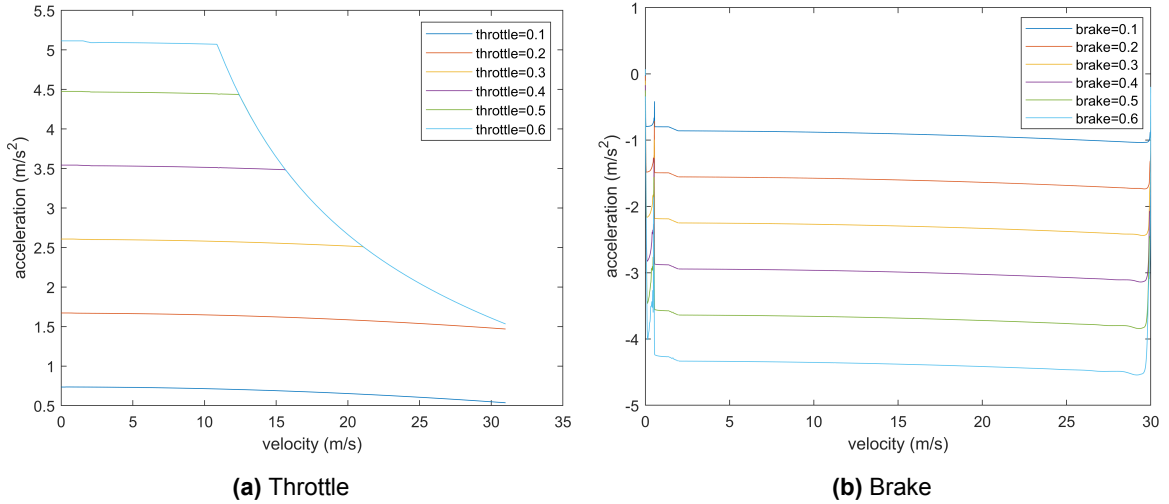 5.5
5
4.5
4
3.5
3
2.5
2
1.5
1
0.5
acceleration (m/s²)
throttle=0.1
throttle=0.2
throttle=0.3
throttle=0.4
throttle=0.5
throttle=0.6
0 5 10 15 20 25 30 35
velocity (m/s)
(a) Throttle
1
0
-1
-2
-3
-4
-5
acceleration (m/s²)
brake=0.1
brake=0.2
brake=0.3
brake=0.4
brake=0.5
brake=0.6
0 5 10 15 20 25 30
velocity (m/s)
(b) Brake